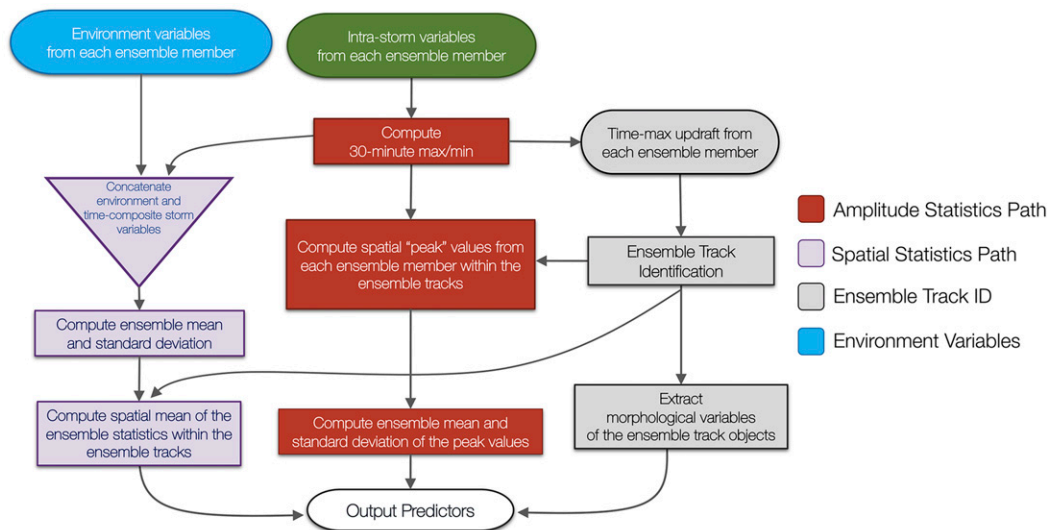 Environment variables
from each ensemble member
Intra-storm variables
from each ensemble member
Compute
30-minute max/min
Time-max updraft from
each ensemble member
Concatenate
environment and
time-composite storm
variables
Compute spatial “peak” values from
each ensemble member within the
ensemble tracks
Ensemble Track
Identification
Compute ensemble mean
and standard deviation
Compute spatial mean of the
ensemble statistics within the
ensemble tracks
Compute ensemble mean and
standard deviation of the peak values
Extract
morphological variables
of the ensemble track objects
Output Predictors
Amplitude Statistics Path
Spatial Statistics Path
Ensemble Track ID
Environment Variables